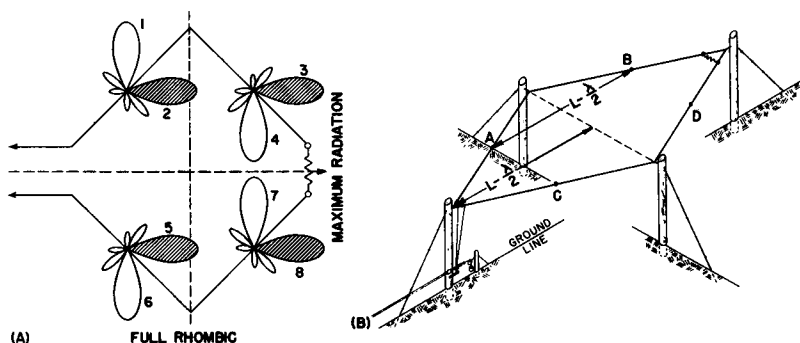 1
2
3
4
5
6
7
8
MAXIMUM RADIATION
(A)
FULL RHOMBIC
A
B
C
D
L-λ/2
L-λ/2
GROUND
LINE
(B)